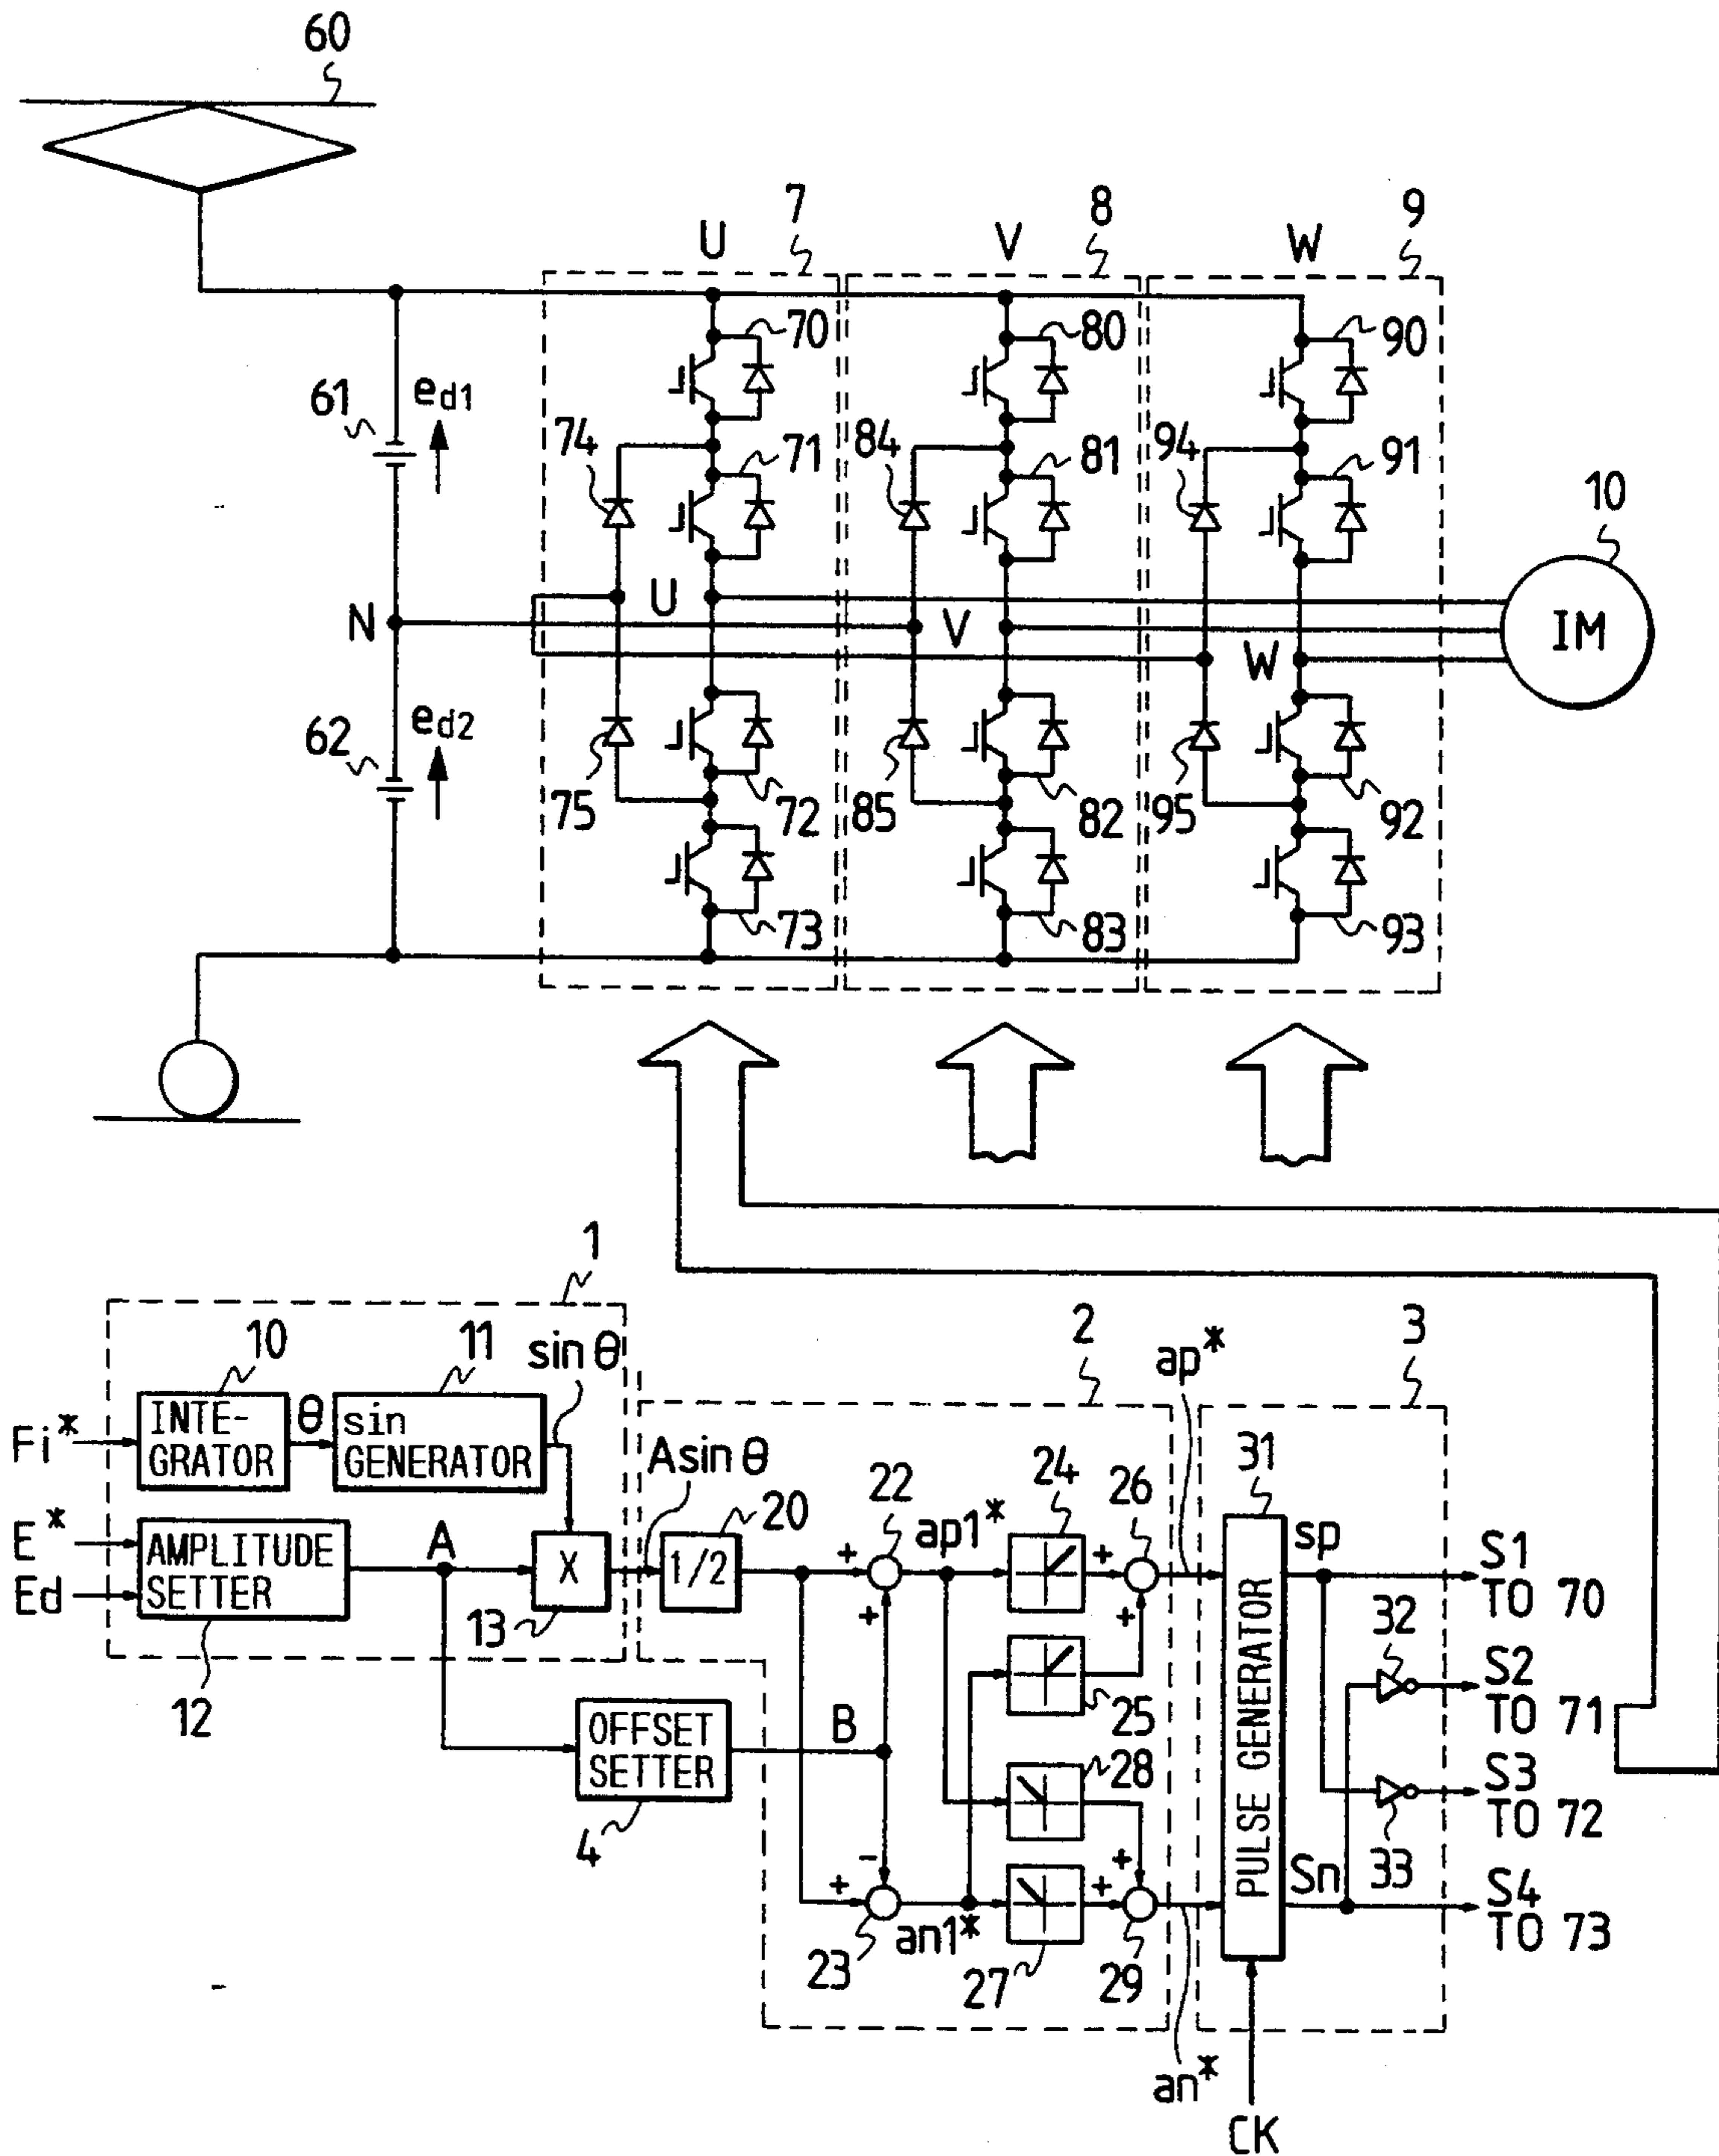 60
7
8
9
U
V
W
70
80
90
61
ed1
74
71
84
81
94
91
10
N
U
V
W
IM
62
ed2
75
72
85
82
95
92
73
83
93
1
2
3
10
11
sin θ
ap*
Fi*
INTE-
GRATOR
θ
sin
GENERATOR
Asin θ
20
22
24
26
31
E*
Ed
AMPLITUDE
SETTER
A
X
13
1/2
+
+
ap1*
+
+
sp
S1
TO 70
12
OFFSET
SETTER
4
B
25
28
PULSE GENERATOR
32
S2
TO 71
33
S3
TO 72
-
+
23
an1*
27
+
+
29
Sn
S4
TO 73
an*
CK